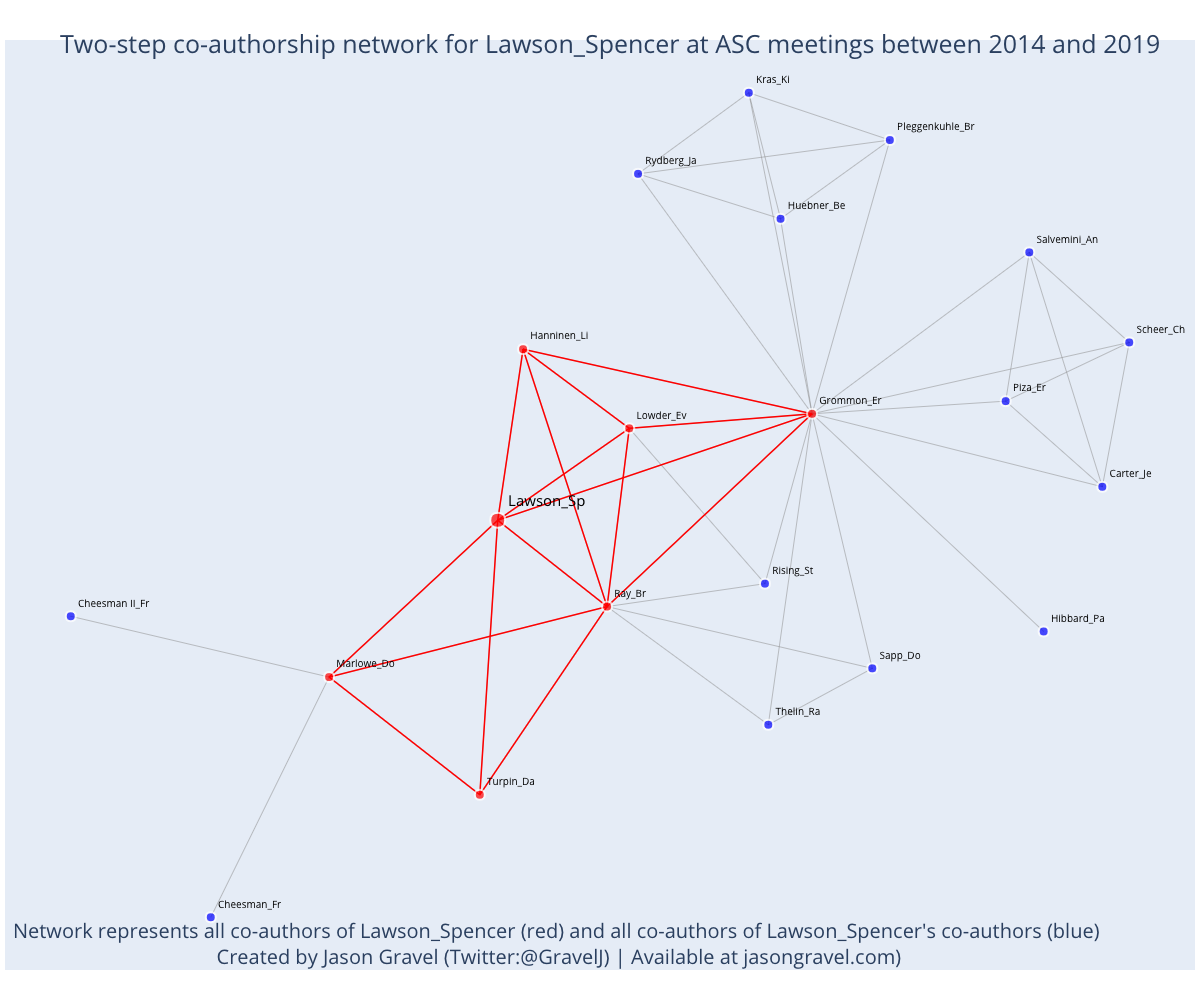 Two-step co-authorship network for Lawson_Spencer at ASC meetings between 2014 and 2019
Kras_Ki
Pleggenkuhle_Br
Rydberg_Ja
Huebner_Be
Salvemini_An
Scheer_Ch
Hanninen_Li
Piza_Er
Grommon_Er
Lowder_Ev
Carter_Je
Lawson_Sp
Rising_St
Ray_Br
Cheesman II_Fr
Hibbard_Pa
Sapp_Do
Marlowe_Do
Thelin_Ra
Turpin_Da
Cheesman_Fr
Network represents all co-authors of Lawson_Spencer (red) and all co-authors of Lawson_Spencer's co-authors (blue)
Created by Jason Gravel (Twitter:@GravelJ) | Available at jasongravel.com)